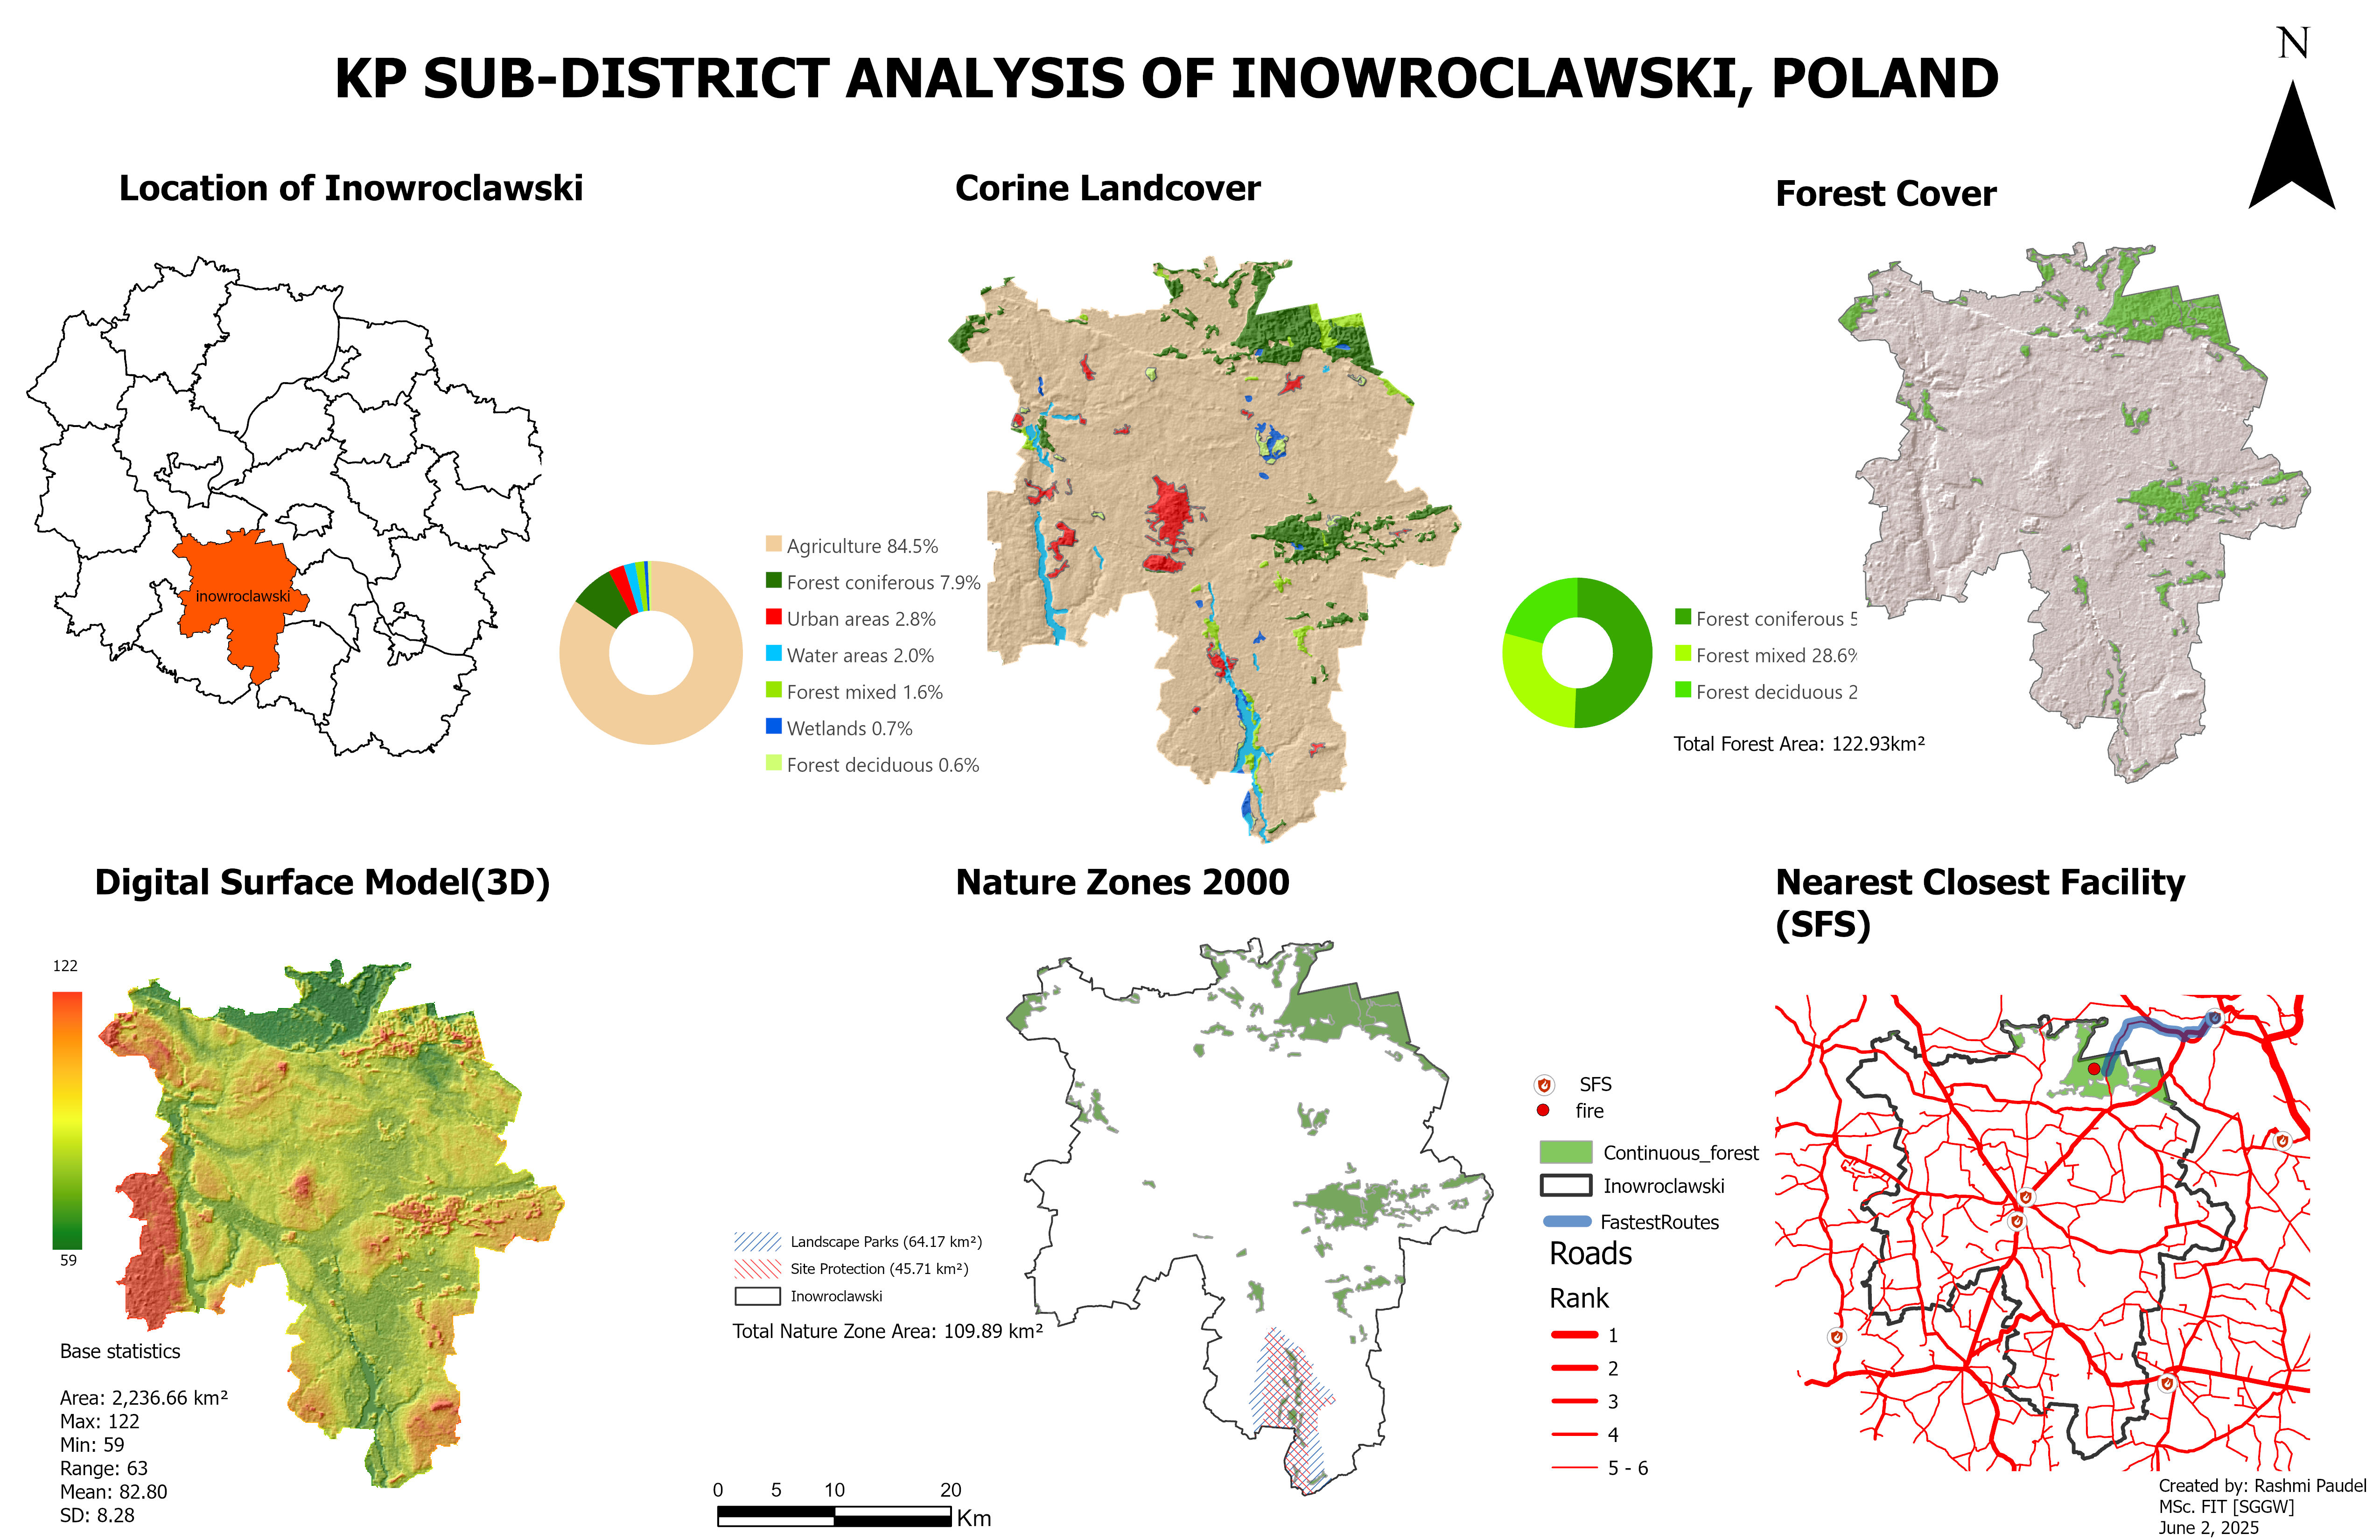 KP SUB-DISTRICT ANALYSIS OF INOWROCLAWSKI, POLAND
N
Location of Inowroclawski
inowroclawski
Corine Landcover
Agriculture 84.5%
Forest coniferous 7.9%
Urban areas 2.8%
Water areas 2.0%
Forest mixed 1.6%
Wetlands 0.7%
Forest deciduous 0.6%
Forest Cover
Forest coniferous 5
Forest mixed 28.6%
Forest deciduous 2
Total Forest Area: 122.93km²
Digital Surface Model(3D)
122
59
Base statistics
Area: 2,236.66 km²
Max: 122
Min: 59
Range: 63
Mean: 82.80
SD: 8.28
Nature Zones 2000
Landscape Parks (64.17 km²)
Site Protection (45.71 km²)
Inowroclawski
Total Nature Zone Area: 109.89 km²
0 5 10 20
Km
Nearest Closest Facility
(SFS)
SFS
fire
Continuous_forest
Inowroclawski
FastestRoutes
Roads
Rank
1
2
3
4
5 - 6
Created by: Rashmi Paudel
MSc. FIT [SGGW]
June 2, 2025